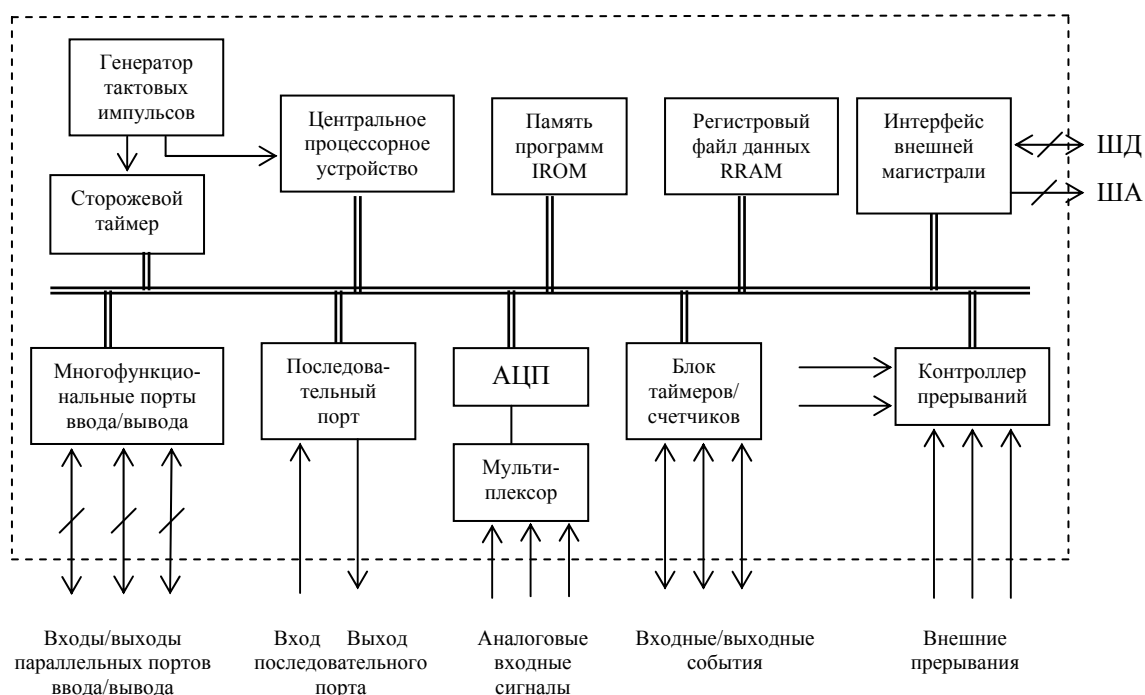 Генератор
тактовых
импульсов
Центральное
процессорное
устройство
Память
программ
IROM
Регистровый
файл данных
RRAM
Интерфейс
внешней
магистрали
ШД
ША
Сторожевой
таймер
Многофункцио-
нальные порты
ввода/вывода
Последова-
тельный
порт
АЦП
Мульти-
плексор
Блок
таймеров/
счетчиков
Контроллер
прерываний
Входы/выходы
параллельных портов
ввода/вывода
Вход Выход
последовательного
порта
Аналоговые
входные
сигналы
Входные/выходные
события
Внешние
прерывания